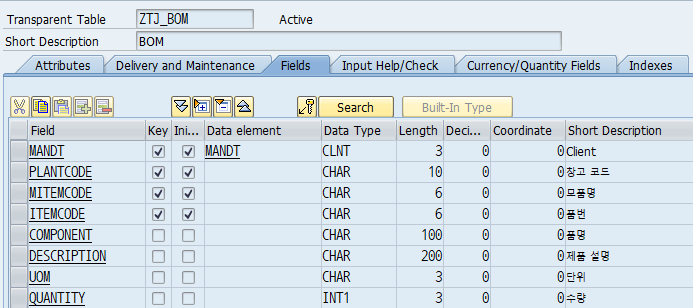 Transparent Table ZTJ_BOM Active
Short Description BOM
Attributes Delivery and Maintenance Fields Input Help/Check Currency/Quantity Fields Indexes
Search Built-In Type
Field Key Ini... Data element Data Type Length Deci... Coordinate Short Description
MANDT MANDT CLNT 3 0 0 Client
PLANTCODE CHAR 10 0 0 창고 코드
MITEMCODE CHAR 6 0 0 모품명
ITEMCODE CHAR 6 0 0 품번
COMPONENT CHAR 100 0 0 품명
DESCRIPTION CHAR 200 0 0 제품 설명
UOM CHAR 3 0 0 단위
QUANTITY INT1 3 0 0 수량